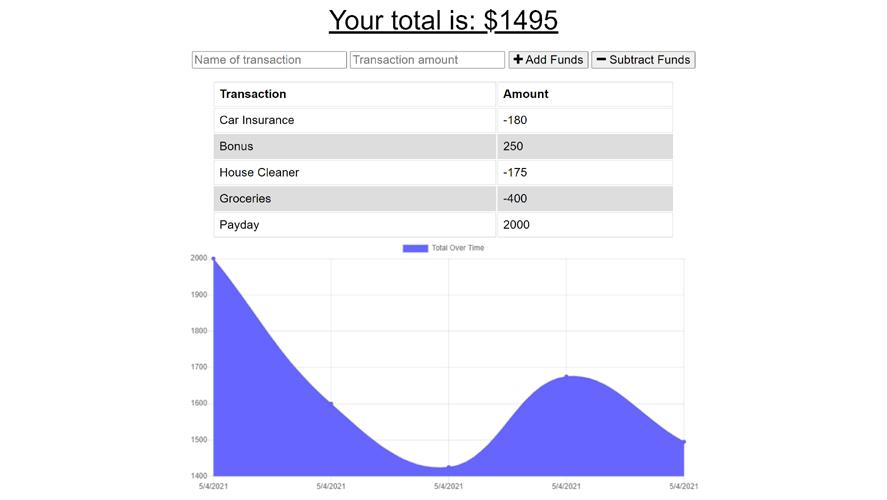 Your total is: $1495
Name of transaction Transaction amount + Add Funds − Subtract Funds
Transaction Amount
Car Insurance -180
Bonus 250
House Cleaner -175
Groceries -400
Payday 2000
Total Over Time
2000
1900
1800
1700
1600
1500
1400
5/4/2021 5/4/2021 5/4/2021 5/4/2021 5/4/2021